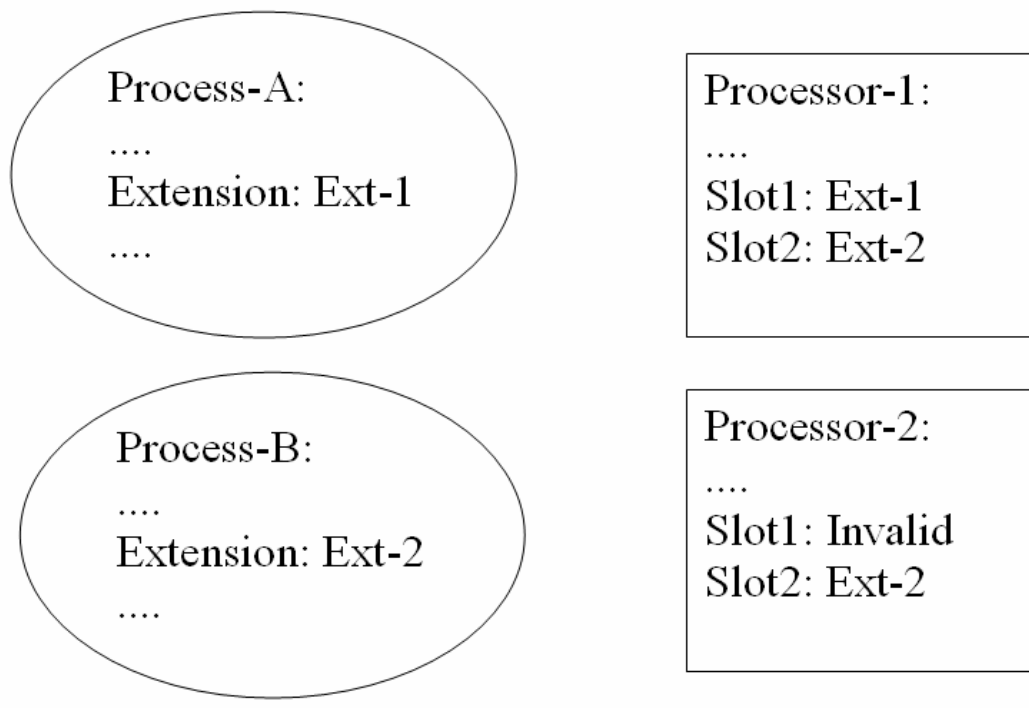 Process-A:
....
Extension: Ext-1
....
Processor-1:
....
Slot1: Ext-1
Slot2: Ext-2
Process-B:
....
Extension: Ext-2
....
Processor-2:
....
Slot1: Invalid
Slot2: Ext-2